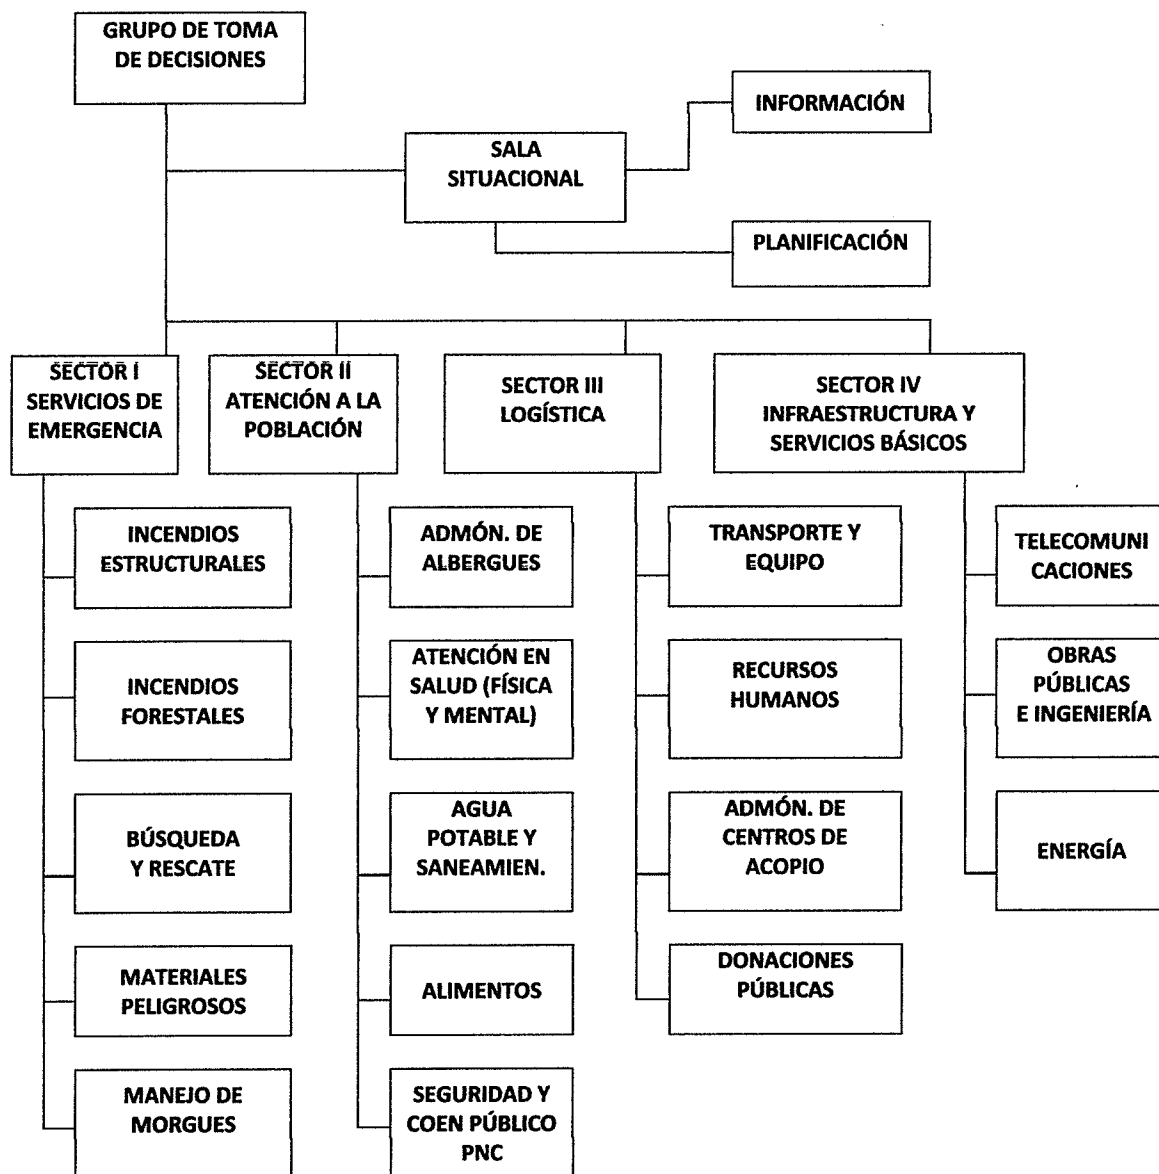 GRUPO DE TOMA
DE DECISIONES
INFORMACIÓN
SALA
SITUACIONAL
PLANIFICACIÓN
SECTOR I
SERVICIOS DE
EMERGENCIA
SECTOR II
ATENCIÓN A LA
POBLACIÓN
SECTOR III
LOGÍSTICA
SECTOR IV
INFRAESTRUCTURA Y
SERVICIOS BÁSICOS
INCENDIOS
ESTRUCTURALES
ADMÓN. DE
ALBERGUES
TRANSPORTE Y
EQUIPO
TELECOMUNI
CACIONES
INCENDIOS
FORESTALES
ATENCIÓN EN
SALUD (FÍSICA
Y MENTAL)
RECURSOS
HUMANOS
OBRAS
PÚBLICAS
E INGENIERÍA
BÚSQUEDA
Y RESCATE
AGUA
POTABLE Y
SANEAMIEN.
ADMÓN. DE
CENTROS DE
ACOPIO
ENERGÍA
MATERIALES
PELIGROSOS
ALIMENTOS
DONACIONES
PÚBLICAS
MANEJO DE
MORGUES
SEGURIDAD Y
COEN PÚBLICO
PNC